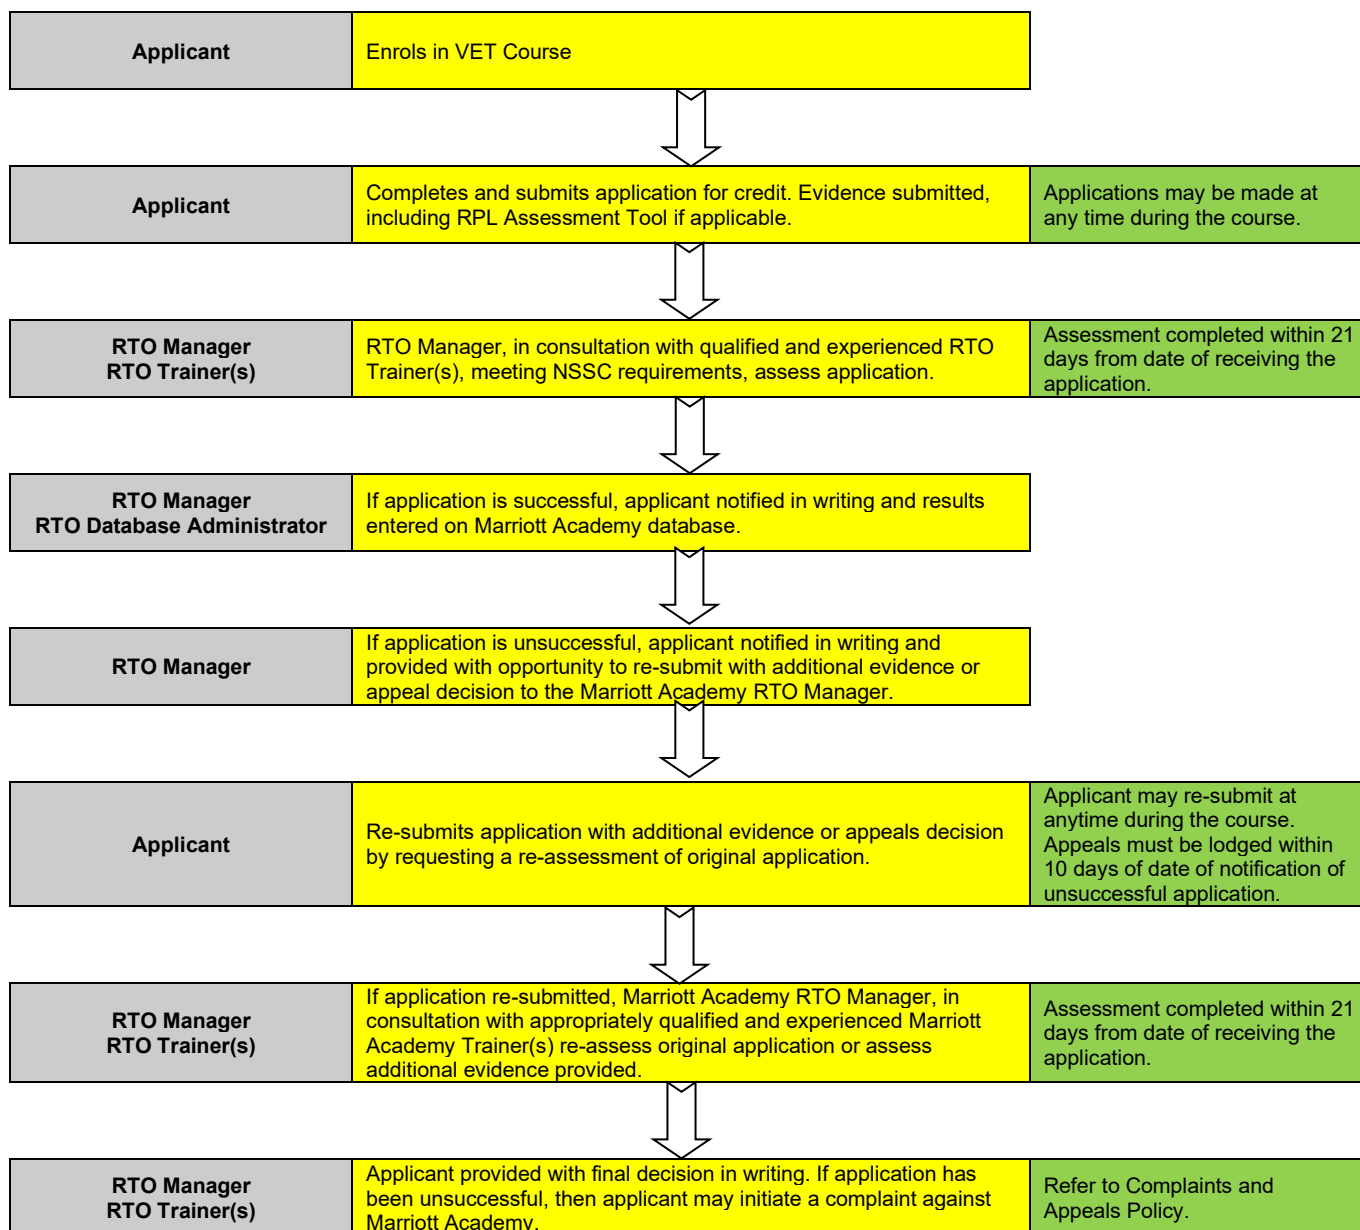 Applicant
Enrols in VET Course
Applicant
Completes and submits application for credit. Evidence submitted,
including RPL Assessment Tool if applicable.
Applications may be made at
any time during the course.
RTO Manager
RTO Trainer(s)
RTO Manager, in consultation with qualified and experienced RTO
Trainer(s), meeting NSSC requirements, assess application.
Assessment completed within 21
days from date of receiving the
application.
RTO Manager
RTO Database Administrator
If application is successful, applicant notified in writing and results
entered on Marriott Academy database.
RTO Manager
If application is unsuccessful, applicant notified in writing and
provided with opportunity to re-submit with additional evidence or
appeal decision to the Marriott Academy RTO Manager.
Applicant
Re-submits application with additional evidence or appeals decision
by requesting a re-assessment of original application.
Applicant may re-submit at
anytime during the course.
Appeals must be lodged within
10 days of date of notification of
unsuccessful application.
RTO Manager
RTO Trainer(s)
If application re-submitted, Marriott Academy RTO Manager, in
consultation with appropriately qualified and experienced Marriott
Academy Trainer(s) re-assess original application or assess
additional evidence provided.
Assessment completed within 21
days from date of receiving the
application.
RTO Manager
RTO Trainer(s)
Applicant provided with final decision in writing. If application has
been unsuccessful, then applicant may initiate a complaint against
Marriott Academy.
Refer to Complaints and
Appeals Policy.